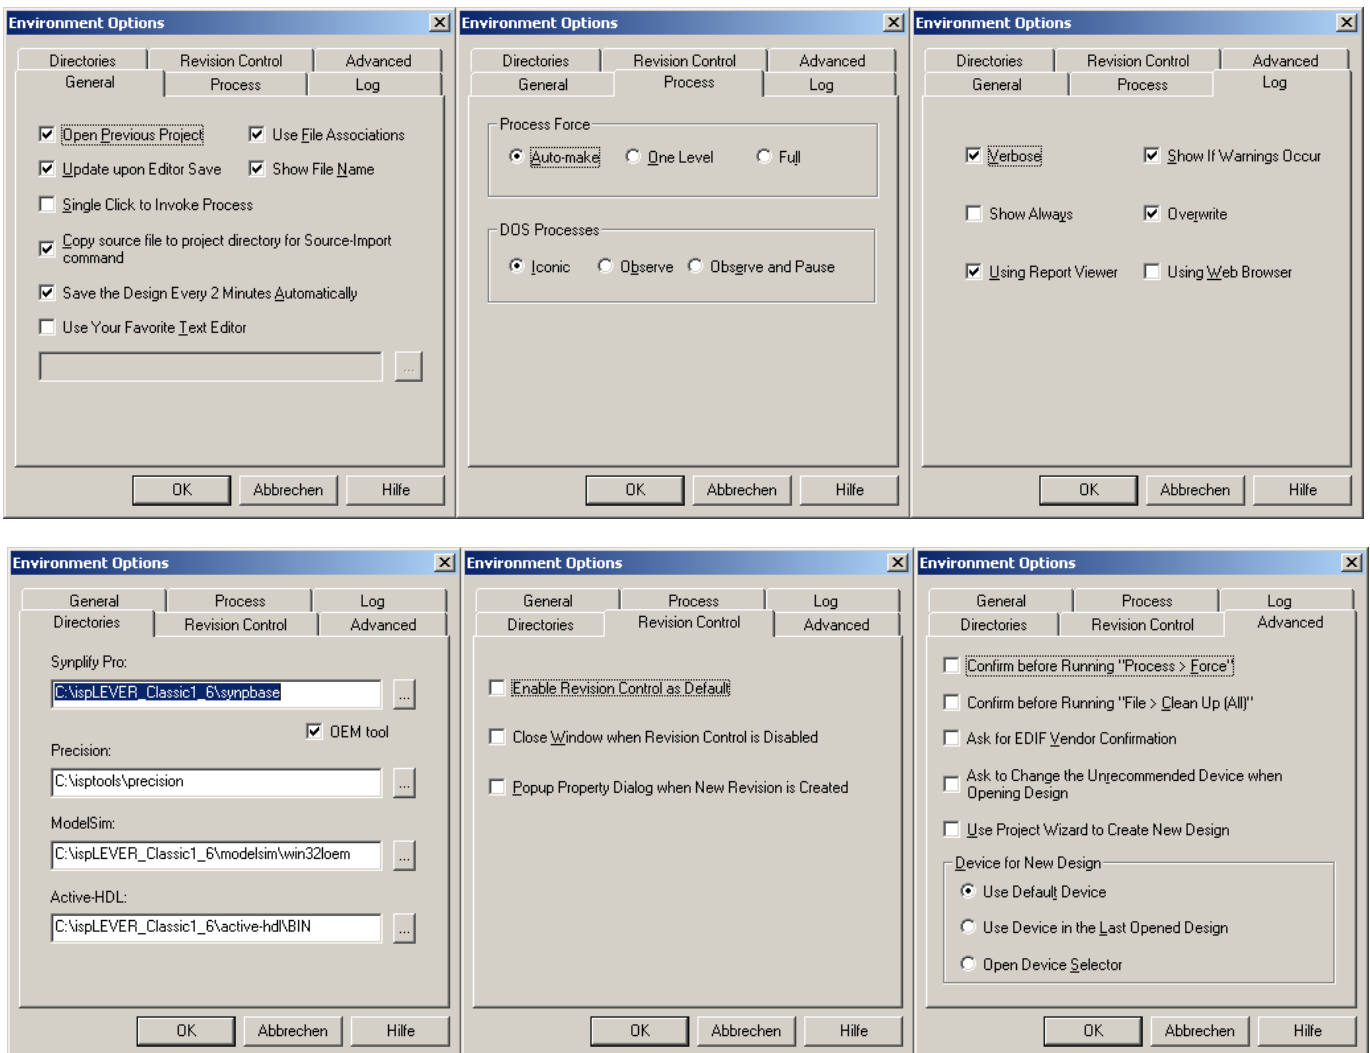 Environment Options
Directories Revision Control Advanced
General Process Log
Open Previous Project Use File Associations
Update upon Editor Save Show File Name
Single Click to Invoke Process
Copy source file to project directory for Source-Import
command
Save the Design Every 2 Minutes Automatically
Use Your Favorite Text Editor
...
OK Abbrechen Hilfe
Environment Options
Directories Revision Control Advanced
General Process Log
Process Force
Auto-make One Level Full
DOS Processes
Iconic Observe Observe and Pause
OK Abbrechen Hilfe
Environment Options
Directories Revision Control Advanced
General Process Log
Verbose Show If Warnings Occur
Show Always Overwrite
Using Report Viewer Using Web Browser
OK Abbrechen Hilfe
Environment Options
General Process Log
Directories Revision Control Advanced
Synplify Pro:
C:\ispLEVER_Classic1_6\synpbase ...
OEM tool
Precision:
C:\isptools\precision ...
ModelSim:
C:\ispLEVER_Classic1_6\modelsim\win32loem ...
Active-HDL:
C:\ispLEVER_Classic1_6\active-hdl\BIN ...
OK Abbrechen Hilfe
Environment Options
General Process Log
Directories Revision Control Advanced
Enable Revision Control as Default
Close Window when Revision Control is Disabled
Popup Property Dialog when New Revision is Created
OK Abbrechen Hilfe
Environment Options
General Process Log
Directories Revision Control Advanced
Confirm before Running "Process > Force"
Confirm before Running "File > Clean Up (All)"
Ask for EDIF Vendor Confirmation
Ask to Change the Unrecommended Device when
Opening Design
Use Project Wizard to Create New Design
Device for New Design
Use Default Device
Use Device in the Last Opened Design
Open Device Selector
OK Abbrechen Hilfe